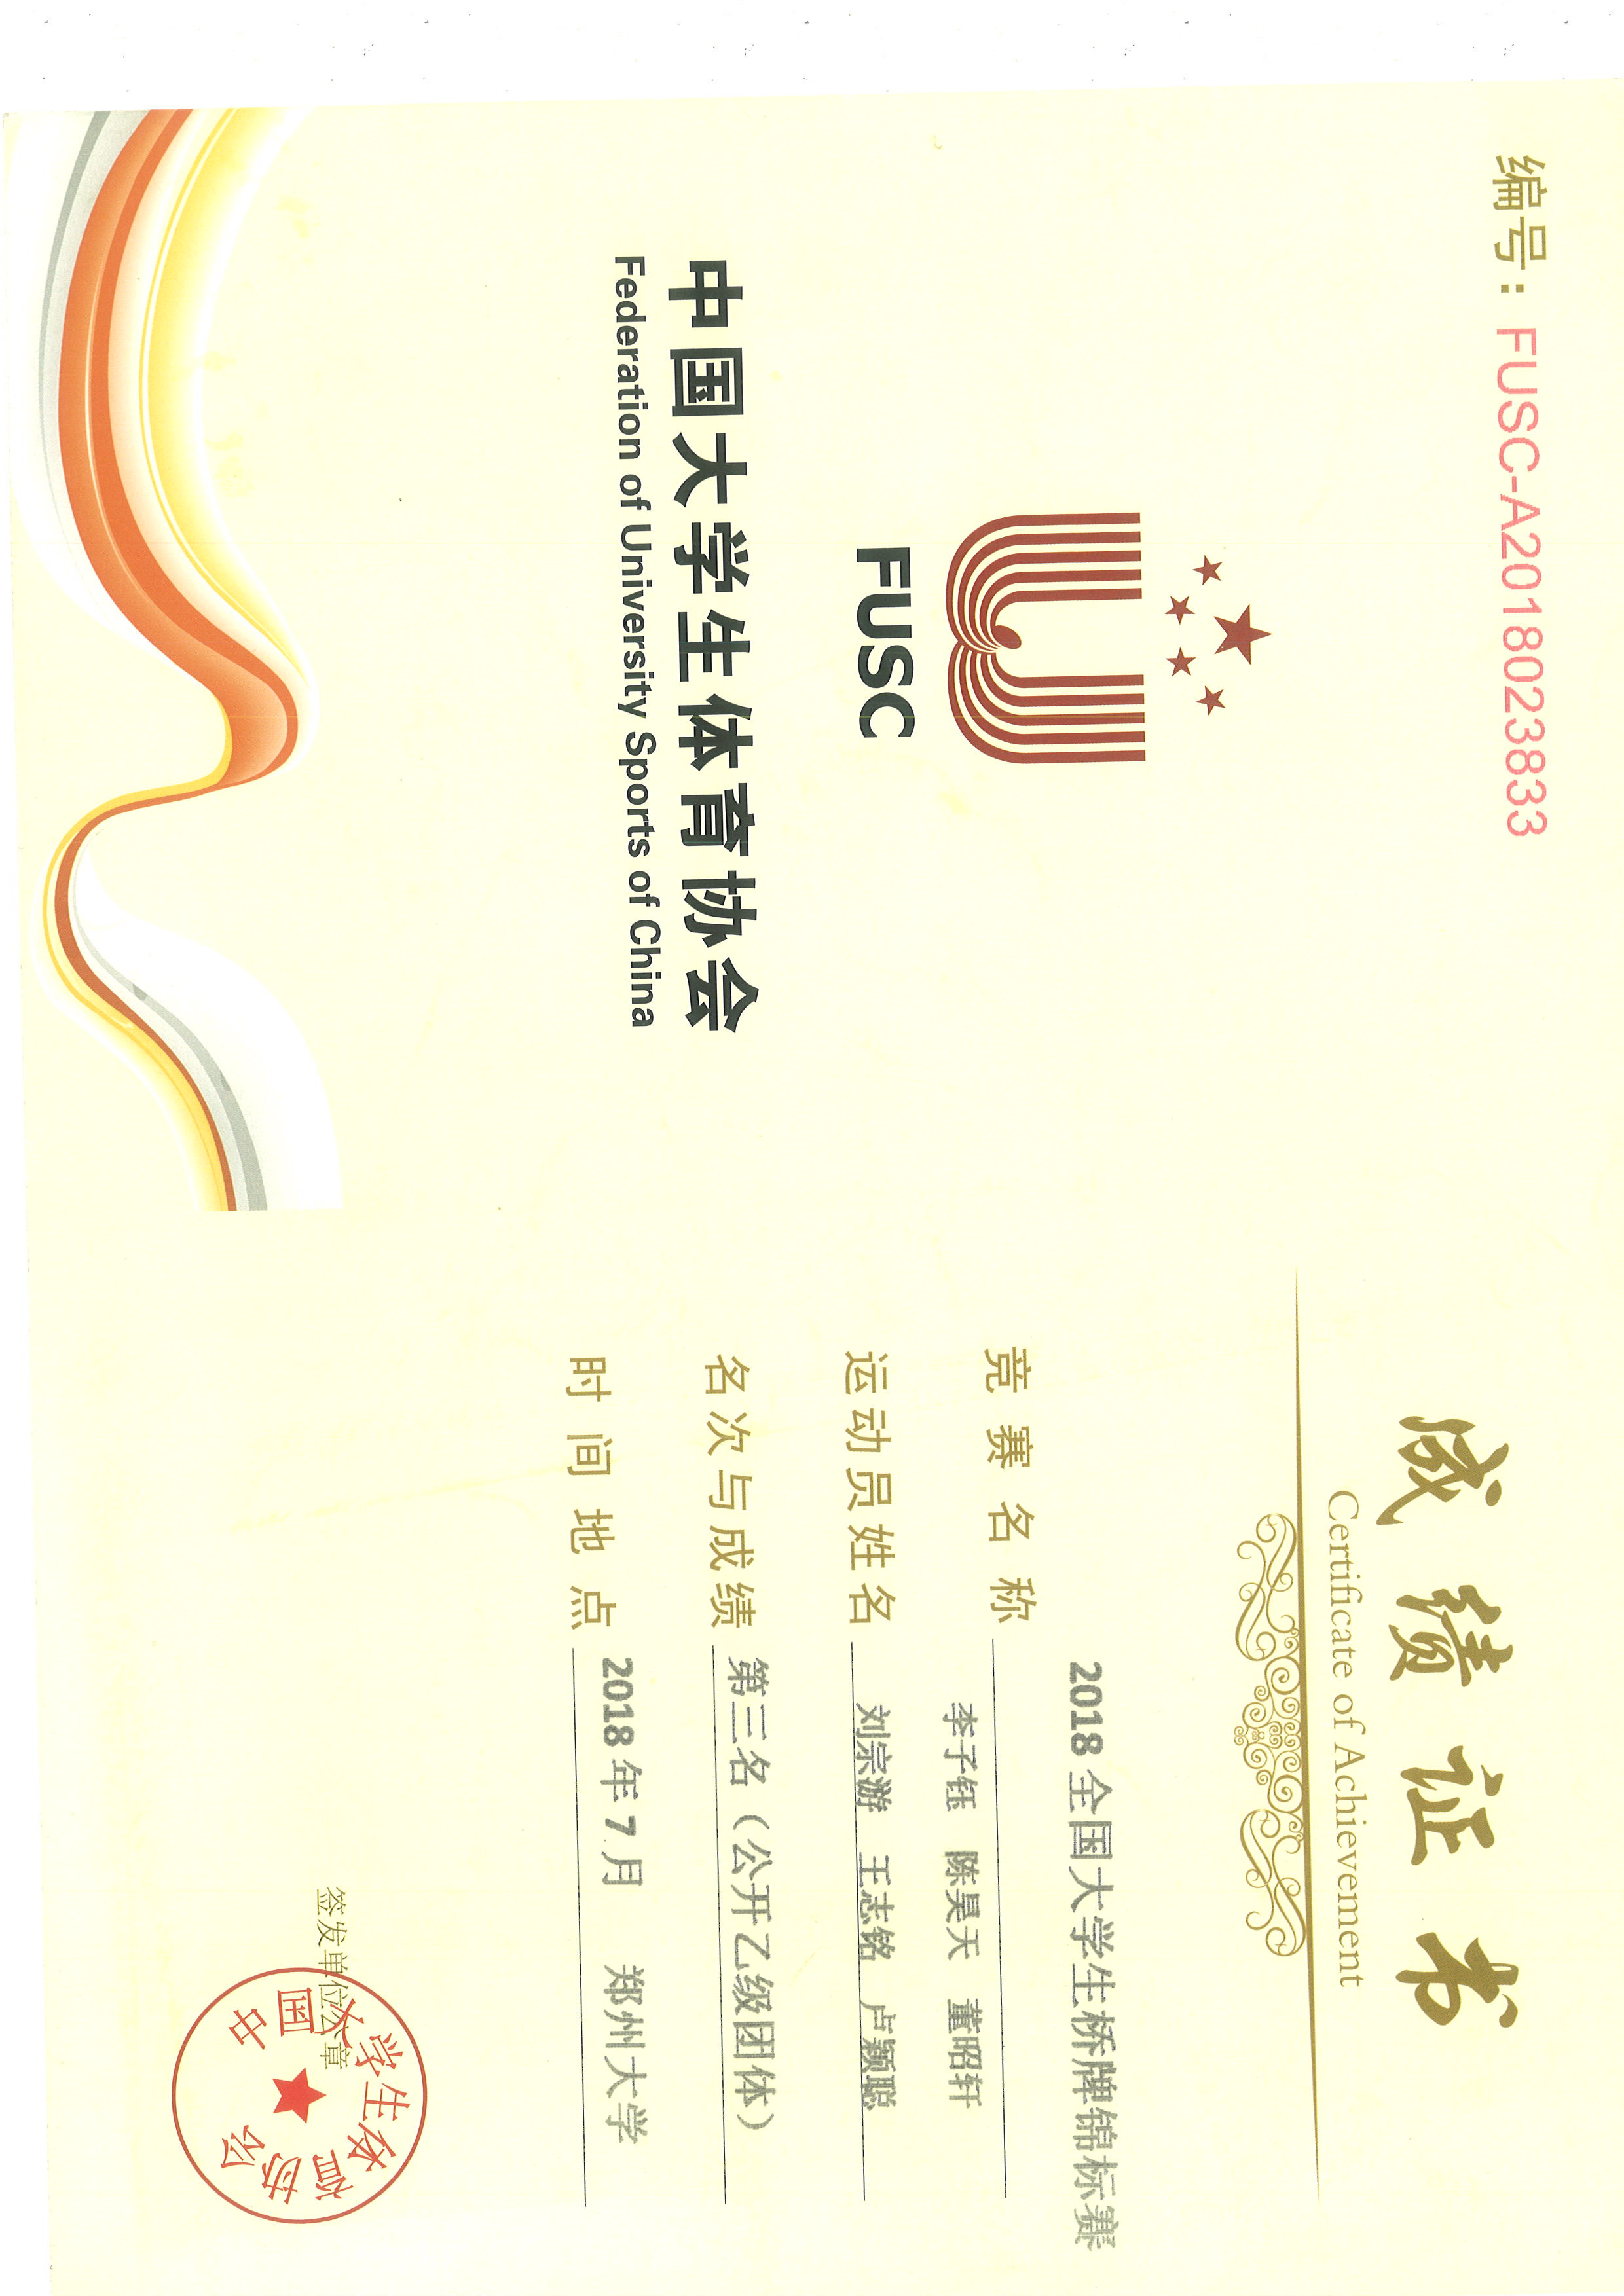 编号：FUSC-A2018023833
FUSC
中国大学生体育协会
Federation of University Sports of China
成绩证书
Certificate of Achievement
竞赛名称 2018全国大学生桥牌锦标赛
李子钰 陈昊天 董昭轩
运动员姓名 刘宗游 王志铭 卢颖聪
名次与成绩 第三名（公开乙级团体）
时间地点 2018年7月 郑州大学
签发单位公章
中国大学生体育协会